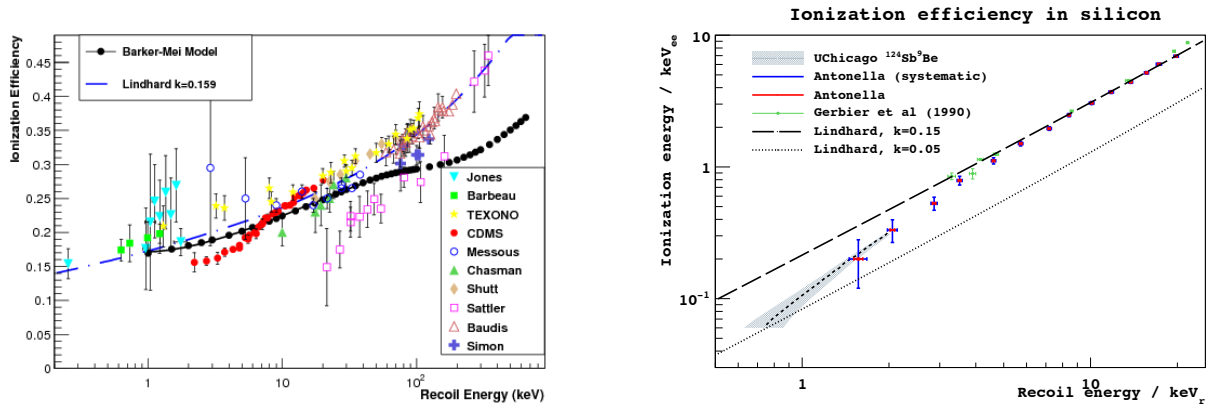 Ionization Efficiency
0.45
0.4
0.35
0.3
0.25
0.2
0.15
0.1
0.05
0
Barker-Mei Model
Lindhard k=0.159
Jones
Barbeau
TEXONO
CDMS
Messous
Chasman
Shutt
Sattler
Baudis
Simon
1
10
10²
Recoil Energy (keV)
Ionization efficiency in silicon
Ionization energy / keVₑₑ
10
1
10⁻¹
UChicago ¹²⁴Sb⁹Be
Antonella (systematic)
Antonella
Gerbier et al (1990)
Lindhard, k=0.15
Lindhard, k=0.05
1
10
Recoil energy / keVᵣ